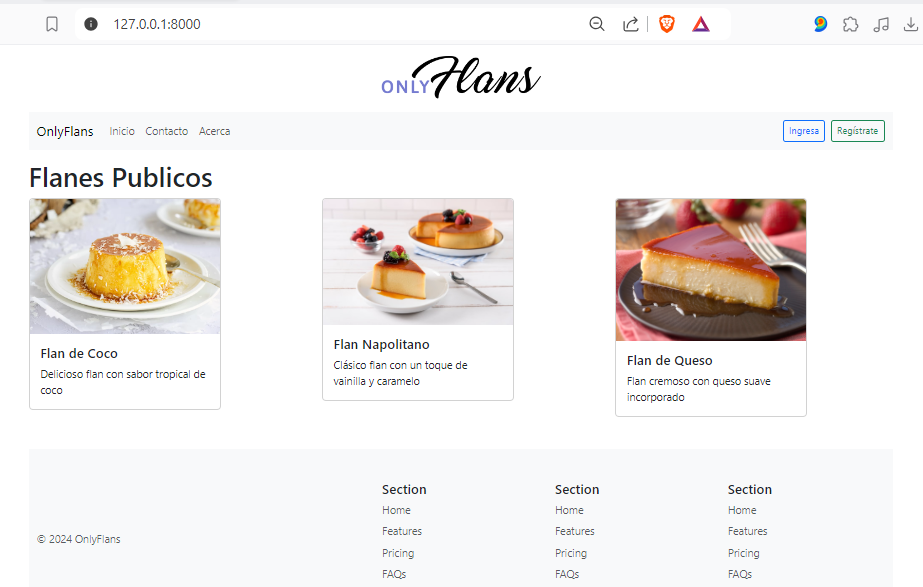 127.0.0.1:8000
ONLY Flans
OnlyFlans Inicio Contacto Acerca Ingresa Regístrate
Flanes Publicos
Flan de Coco
Delicioso flan con sabor tropical de
coco
Flan Napolitano
Clásico flan con un toque de
vainilla y caramelo
Flan de Queso
Flan cremoso con queso suave
incorporado
© 2024 OnlyFlans
Section
Home
Features
Pricing
FAQs
Section
Home
Features
Pricing
FAQs
Section
Home
Features
Pricing
FAQs